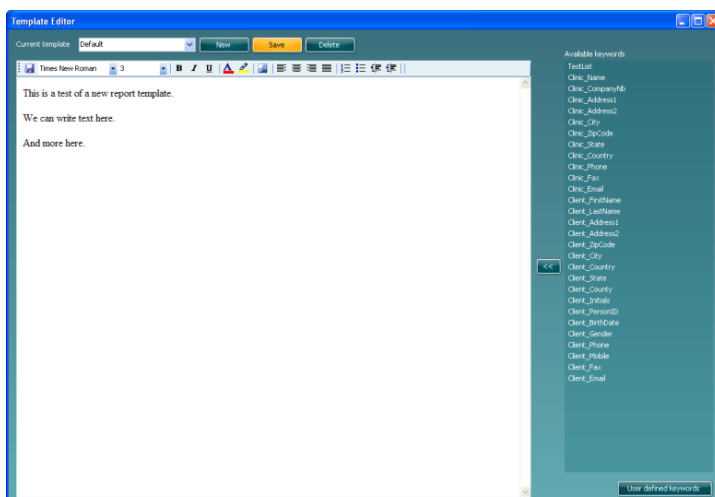 Template Editor
Current template Default New Save Delete
Available keywords
Times New Roman 3 B I U A
This is a test of a new report template.
We can write text here.
And more here.
TestList
Clinic_Name
Clinic_CompanyNb
Clinic_Address1
Clinic_Address2
Clinic_City
Clinic_ZipCode
Clinic_State
Clinic_Country
Clinic_Phone
Clinic_Fax
Clinic_Email
Client_FirstName
Client_LastName
Client_Address1
Client_Address2
Client_ZipCode
Client_City
Client_Country
Client_State
Client_County
Client_Initials
Client_PersonID
Client_BirthDate
Client_Gender
Client_Phone
Client_Mobile
Client_Fax
Client_Email
<<
User defined keywords